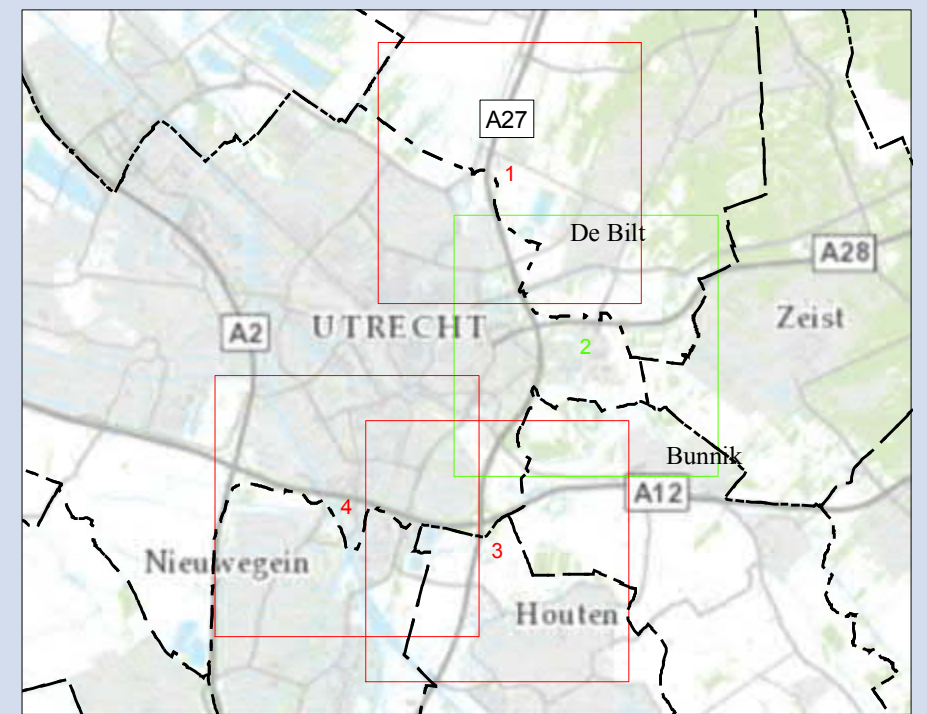 A27
1
De Bilt
A28
Zeist
UTRECHT
A2
2
Bunnik
A12
4
3
Nieuwegein
Houten